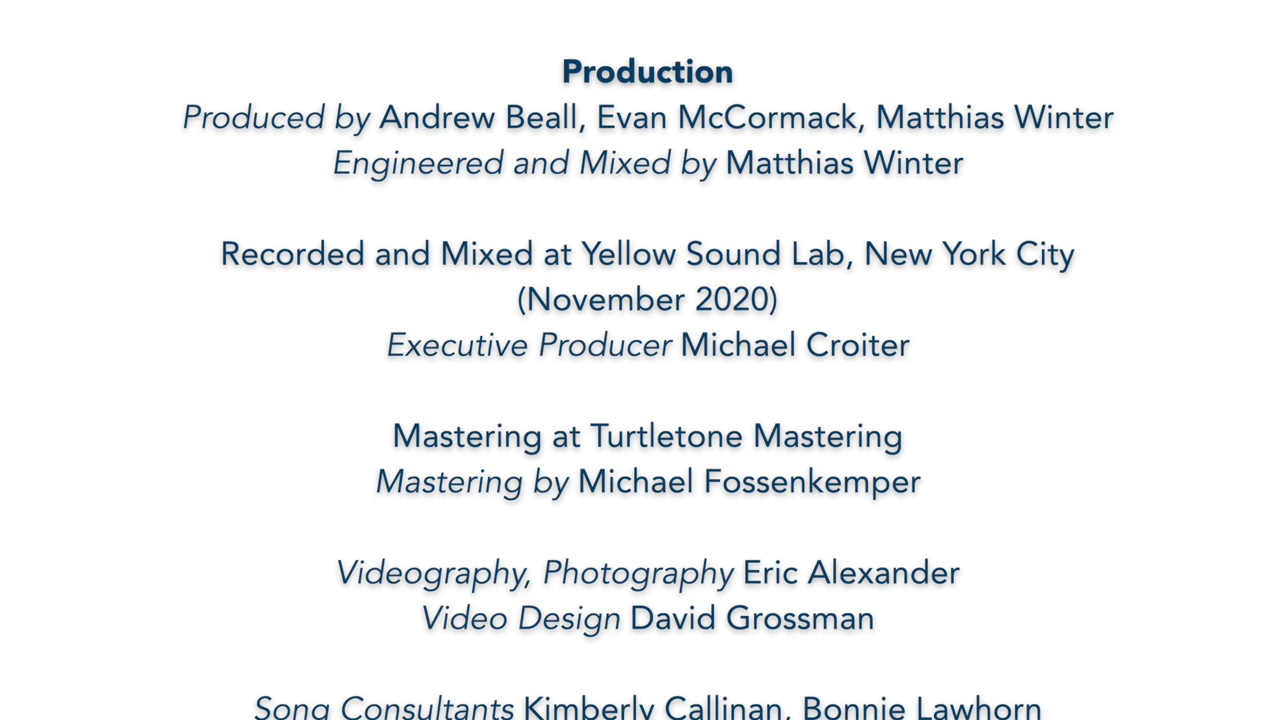 Production
Produced by Andrew Beall, Evan McCormack, Matthias Winter
Engineered and Mixed by Matthias Winter
Recorded and Mixed at Yellow Sound Lab, New York City
(November 2020)
Executive Producer Michael Croiter
Mastering at Turtletone Mastering
Mastering by Michael Fossenkemper
Videography, Photography Eric Alexander
Video Design David Grossman
Song Consultants Kimberly Callinan, Bonnie Lawhorn